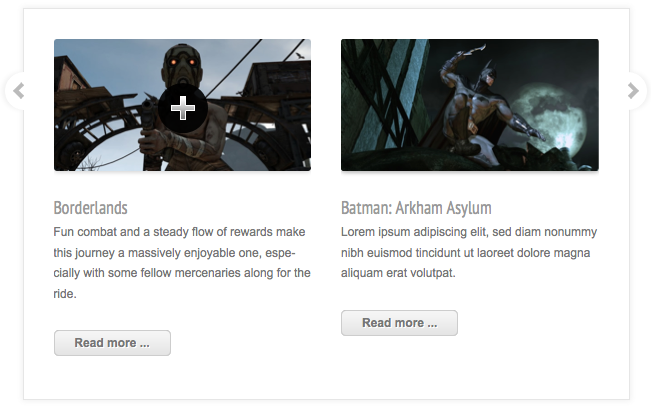 Borderlands
Fun combat and a steady flow of rewards make
this journey a massively enjoyable one, espe-
cially with some fellow mercenaries along for the
ride.
Read more ...
Batman: Arkham Asylum
Lorem ipsum adipiscing elit, sed diam nonummy
nibh euismod tincidunt ut laoreet dolore magna
aliquam erat volutpat.
Read more ...